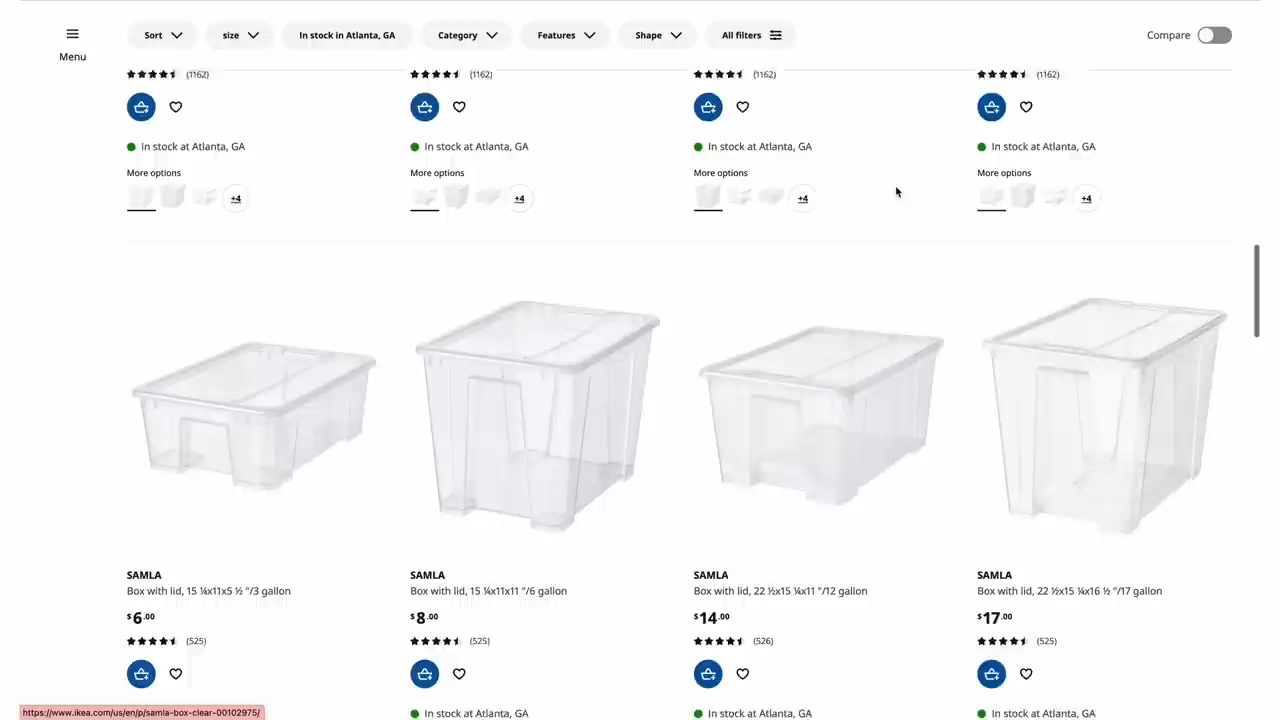 Menu
Sort
size
In stock in Atlanta, GA
Category
Features
Shape
All filters
Compare
(1162)
(1162)
(1162)
(1162)
In stock at Atlanta, GA
In stock at Atlanta, GA
In stock at Atlanta, GA
In stock at Atlanta, GA
More options
More options
More options
More options
+4
+4
+4
+4
SAMLA
Box with lid, 15 ¼x11x5 ½ "/3 gallon
$6.00
(525)
SAMLA
Box with lid, 15 ¼x11x11 "/6 gallon
$8.00
(525)
In stock at Atlanta, GA
SAMLA
Box with lid, 22 ½x15 ¼x11 "/12 gallon
$14.00
(526)
In stock at Atlanta, GA
SAMLA
Box with lid, 22 ½x15 ¼x16 ½ "/17 gallon
$17.00
(525)
In stock at Atlanta, GA
https://www.ikea.com/us/en/p/samla-box-clear-00102975/